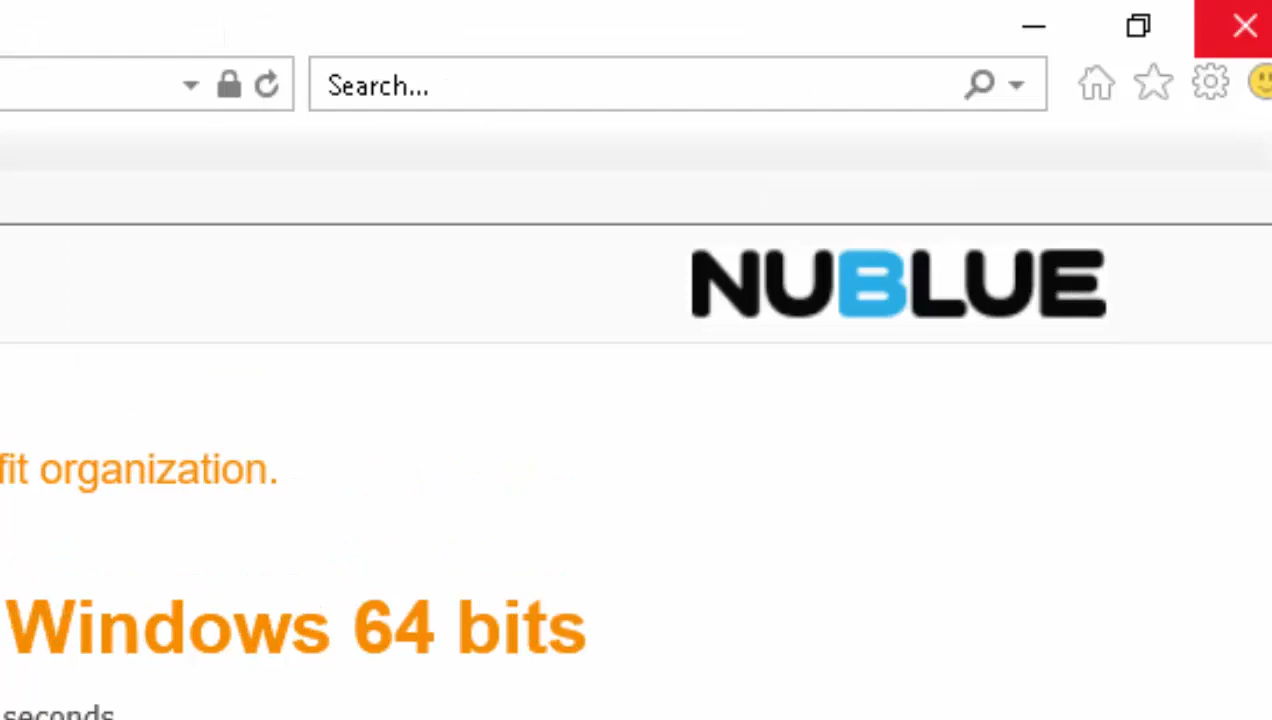 Search...
NUBLUE
fit organization.
Windows 64 bits
seconds